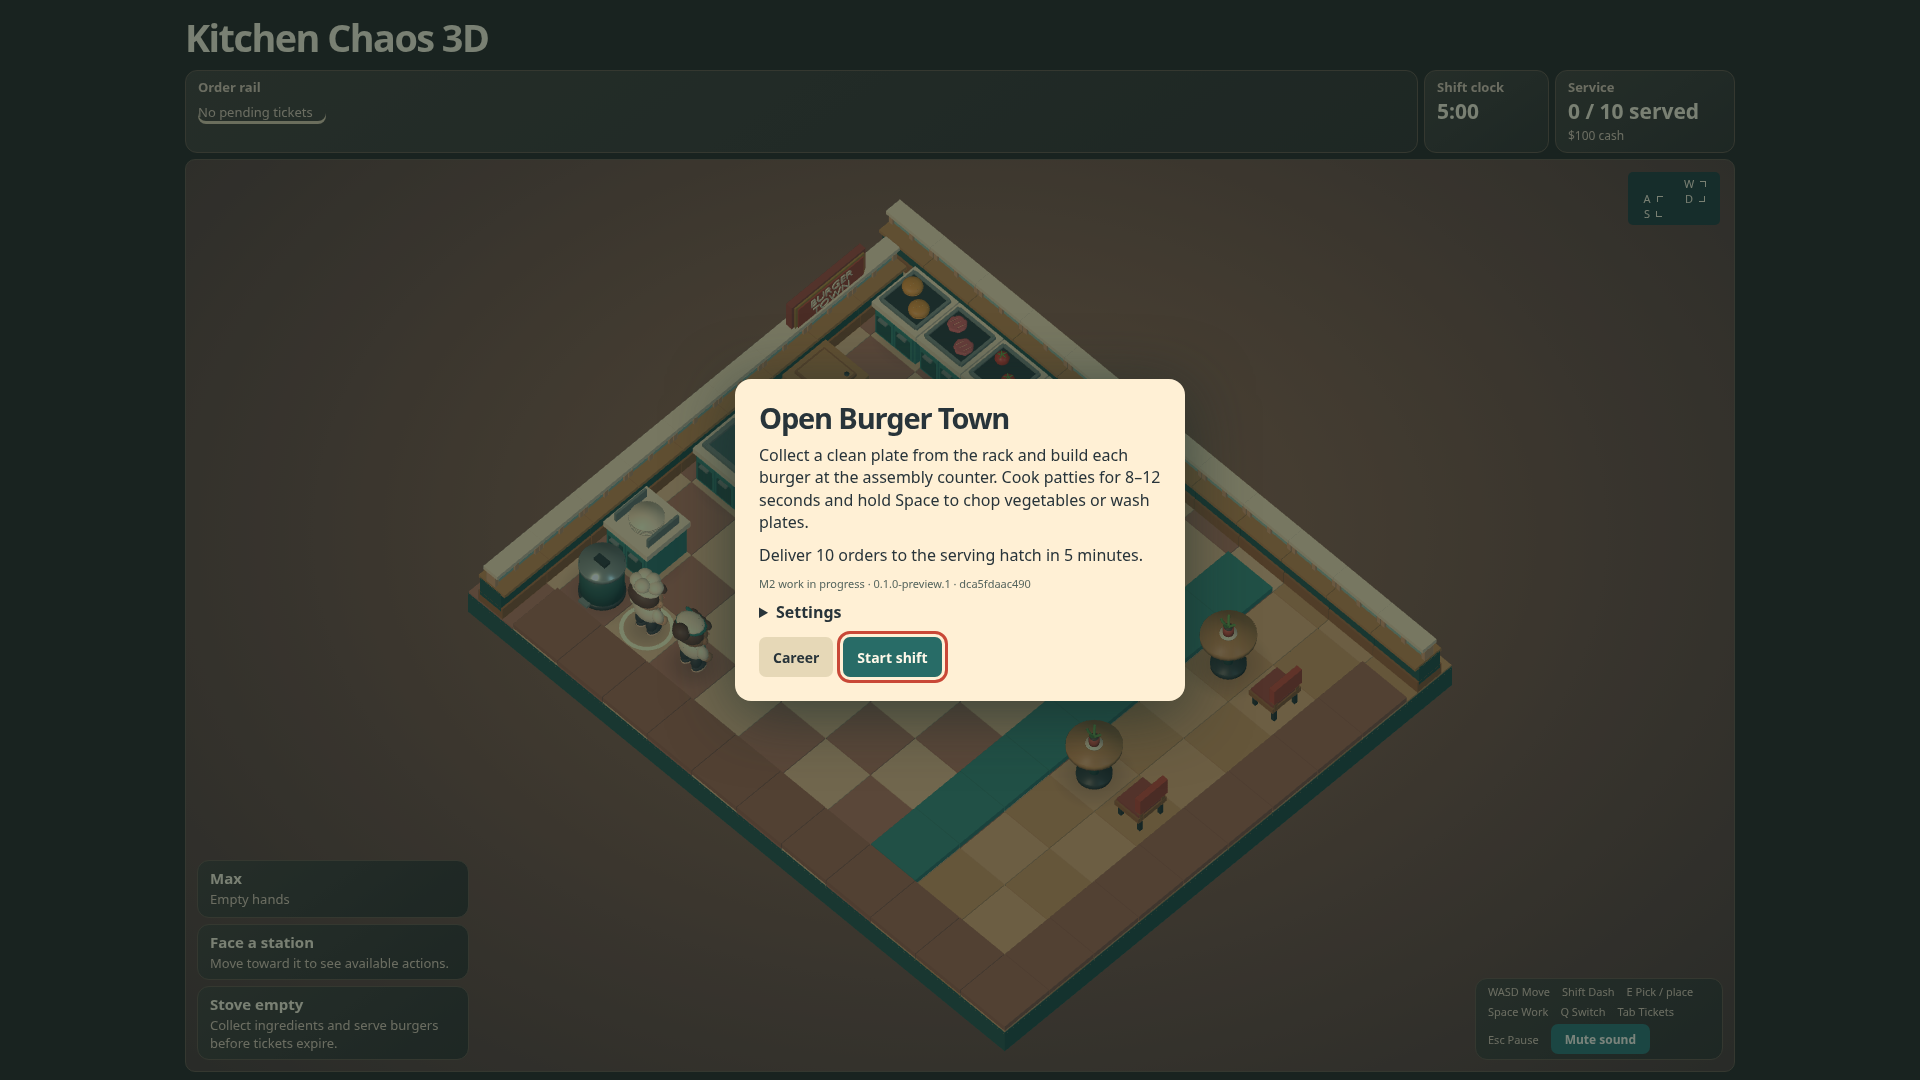 Kitchen Chaos 3D
Order rail
No pending tickets
Shift clock
5:00
Service
0 / 10 served
$100 cash
W
A
D
S
BURGER
TOWN
Open Burger Town
Collect a clean plate from the rack and build each
burger at the assembly counter. Cook patties for 8–12
seconds and hold Space to chop vegetables or wash
plates.
Deliver 10 orders to the serving hatch in 5 minutes.
M2 work in progress · 0.1.0-preview.1 · dca5fdaac490
Settings
Career
Start shift
Max
Empty hands
Face a station
Move toward it to see available actions.
Stove empty
Collect ingredients and serve burgers
before tickets expire.
WASD Move Shift Dash E Pick / place
Space Work Q Switch Tab Tickets
Esc Pause Mute sound